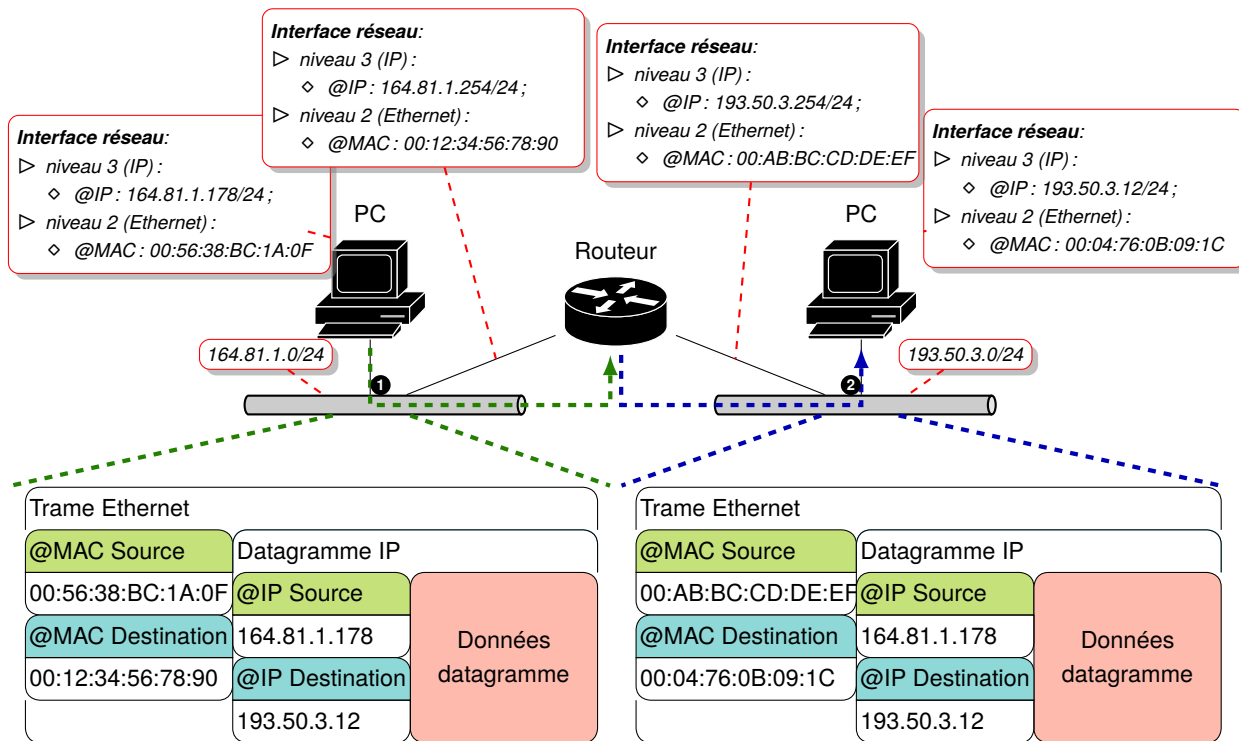 Interface réseau:
▷ niveau 3 (IP) :
◇ @IP : 164.81.1.254/24 ;
▷ niveau 2 (Ethernet) :
◇ @MAC : 00:12:34:56:78:90
Interface réseau:
▷ niveau 3 (IP) :
◇ @IP : 193.50.3.254/24 ;
▷ niveau 2 (Ethernet) :
◇ @MAC : 00:AB:BC:CD:DE:EF
Interface réseau:
▷ niveau 3 (IP) :
◇ @IP : 164.81.1.178/24 ;
▷ niveau 2 (Ethernet) :
◇ @MAC : 00:56:38:BC:1A:0F
Interface réseau:
▷ niveau 3 (IP) :
◇ @IP : 193.50.3.12/24 ;
▷ niveau 2 (Ethernet) :
◇ @MAC : 00:04:76:0B:09:1C
PC
Routeur
PC
164.81.1.0/24
193.50.3.0/24
1
2
Trame Ethernet
@MAC Source
00:56:38:BC:1A:0F
@MAC Destination
00:12:34:56:78:90
Datagramme IP
@IP Source
164.81.1.178
@IP Destination
193.50.3.12
Données
datagramme
Trame Ethernet
@MAC Source
00:AB:BC:CD:DE:EF
@MAC Destination
00:04:76:0B:09:1C
Datagramme IP
@IP Source
164.81.1.178
@IP Destination
193.50.3.12
Données
datagramme